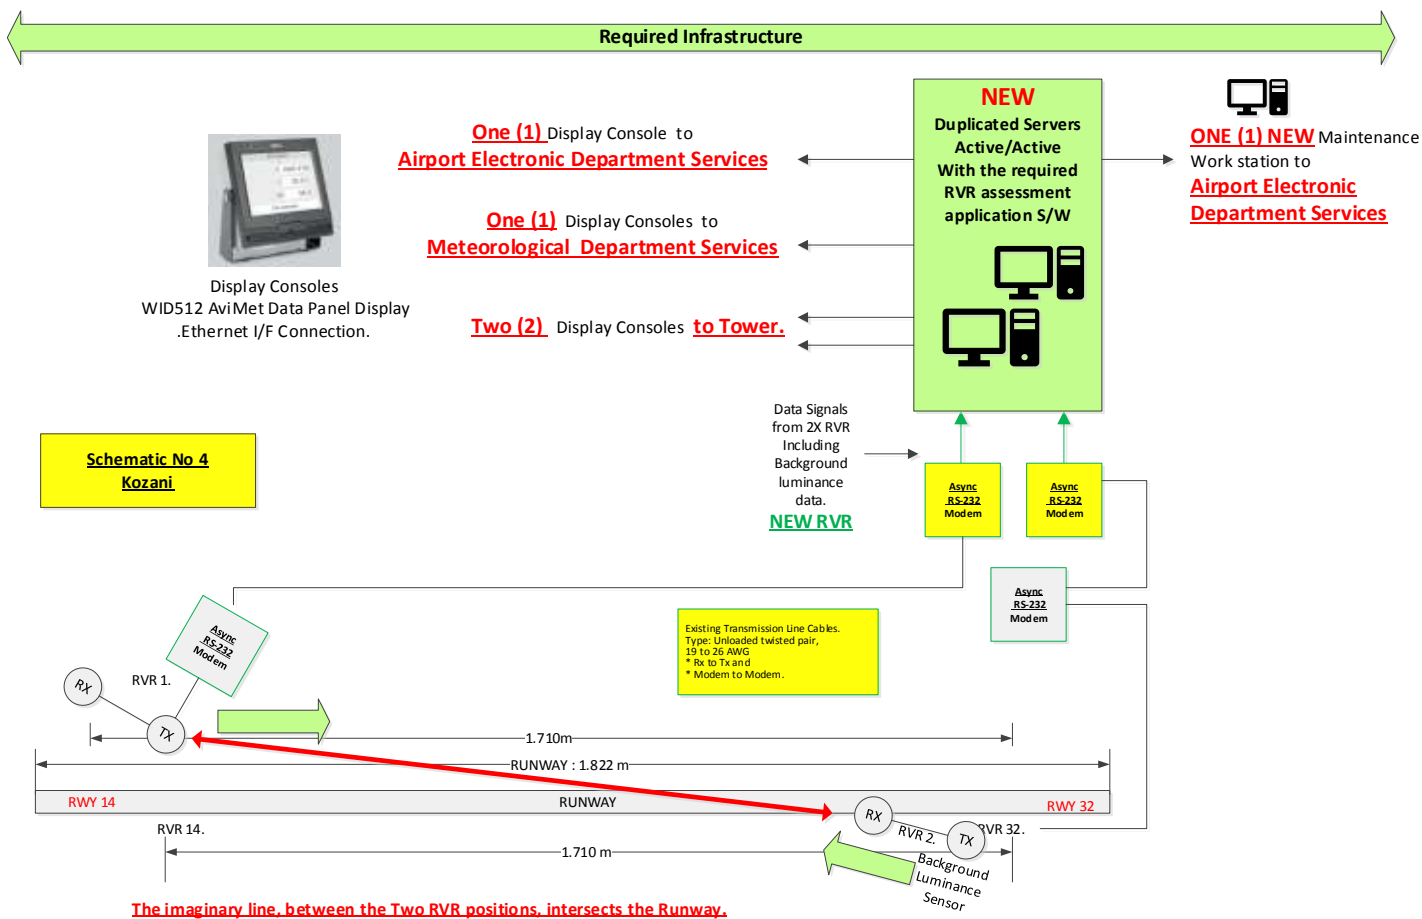 Required Infrastructure
NEW
Duplicated Servers
Active/Active
With the required
RVR assessment
application S/W
One (1) Display Console to
Airport Electronic Department Services
One (1) Display Consoles to
Meteorological Department Services
Two (2) Display Consoles to Tower.
ONE (1) NEW Maintenance
Work station to
Airport Electronic
Department Services
Display Consoles
WID512 AviMet Data Panel Display
.Ethernet I/F Connection.
Schematic No 4
Kozani
Data Signals
from 2X RVR
Including
Background
luminance
data.
NEW RVR
Async
RS-232
Modem
Async
RS-232
Modem
Async
RS-232
Modem
Async
RS-232
Modem
Existing Transmission Line Cables.
Type: Unloaded twisted pair,
19 to 26 AWG
* Rx to Tx and
* Modem to Modem.
RX
RVR 1.
TX
1.710m
RUNWAY : 1.822 m
RWY 14
RUNWAY
RWY 32
RX
RVR 2.
TX
RVR 14.
RVR 32.
1.710 m
Background
Luminance
Sensor
The imaginary line, between the Two RVR positions, intersects the Runway.